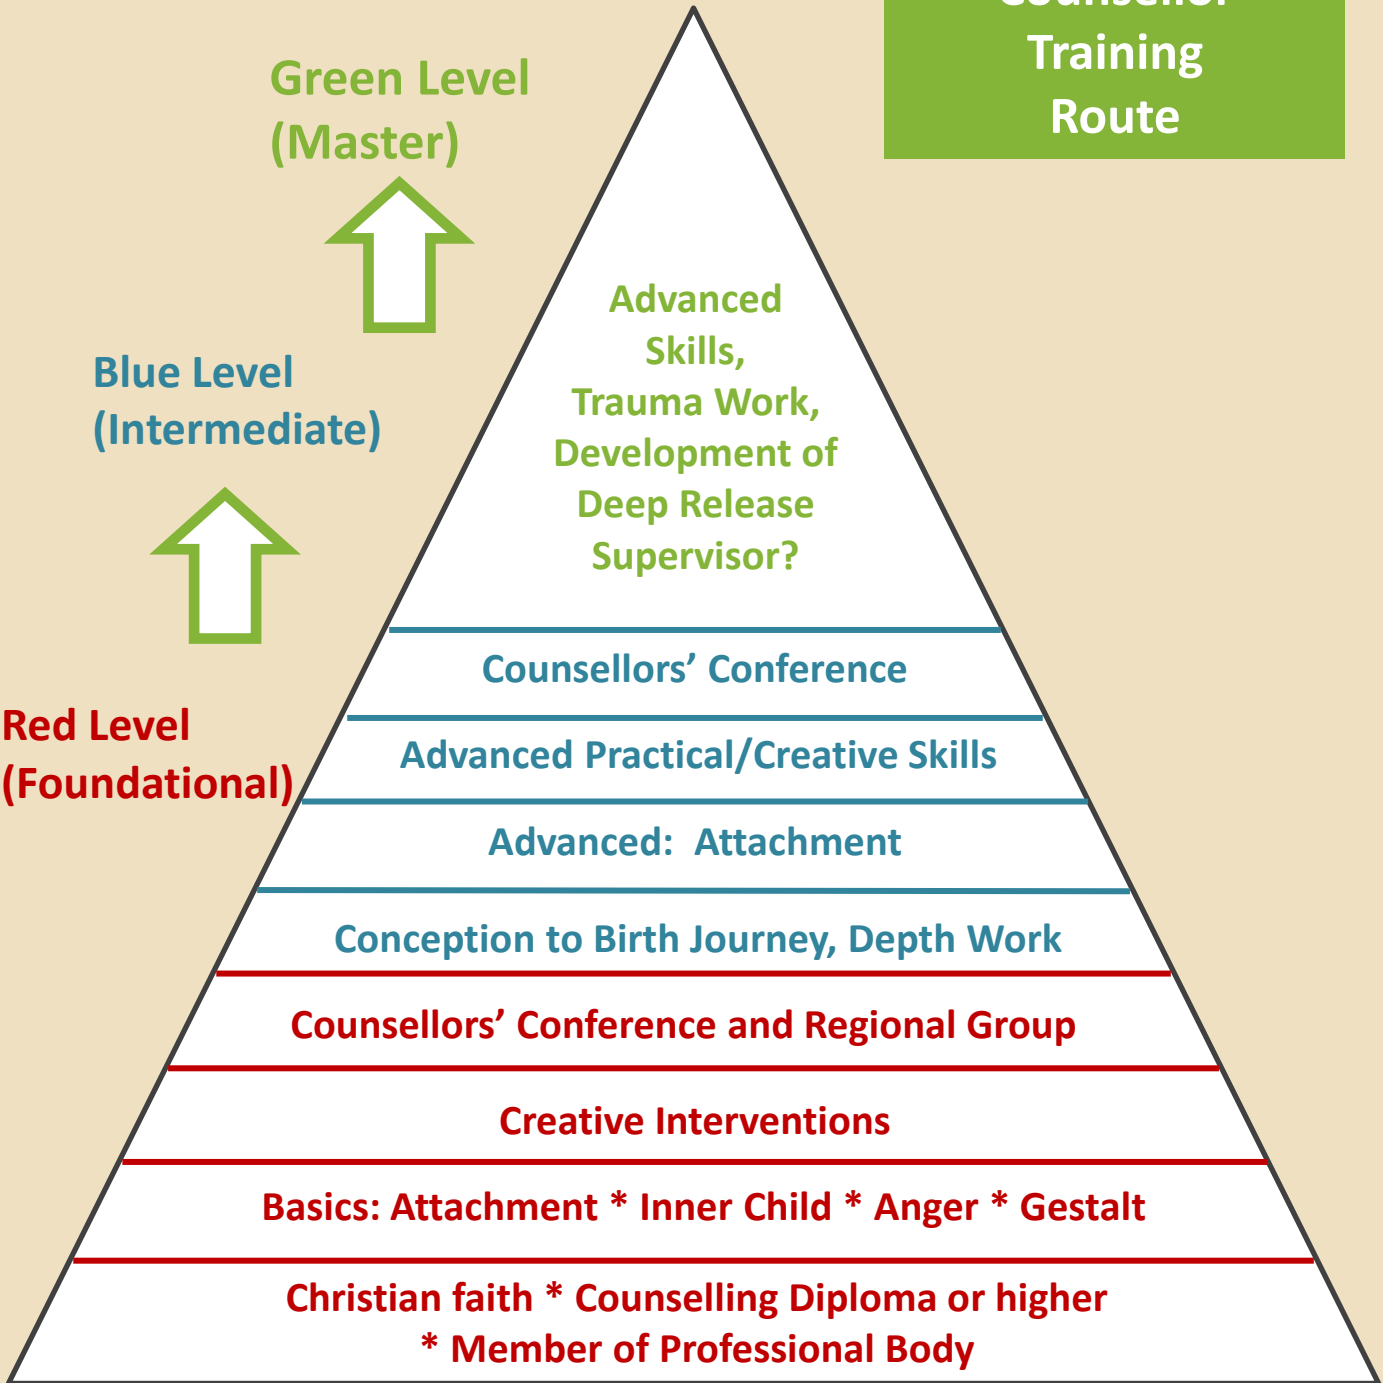 Counsellor
Training
Route
Green Level
(Master)
Advanced
Skills,
Trauma Work,
Development of
Deep Release
Supervisor?
Blue Level
(Intermediate)
Counsellors’ Conference
Red Level
(Foundational)
Advanced Practical/Creative Skills
Advanced:  Attachment
Conception to Birth Journey, Depth Work
Counsellors’ Conference and Regional Group
Creative Interventions
Basics: Attachment * Inner Child * Anger * Gestalt
Christian faith * Counselling Diploma or higher
* Member of Professional Body